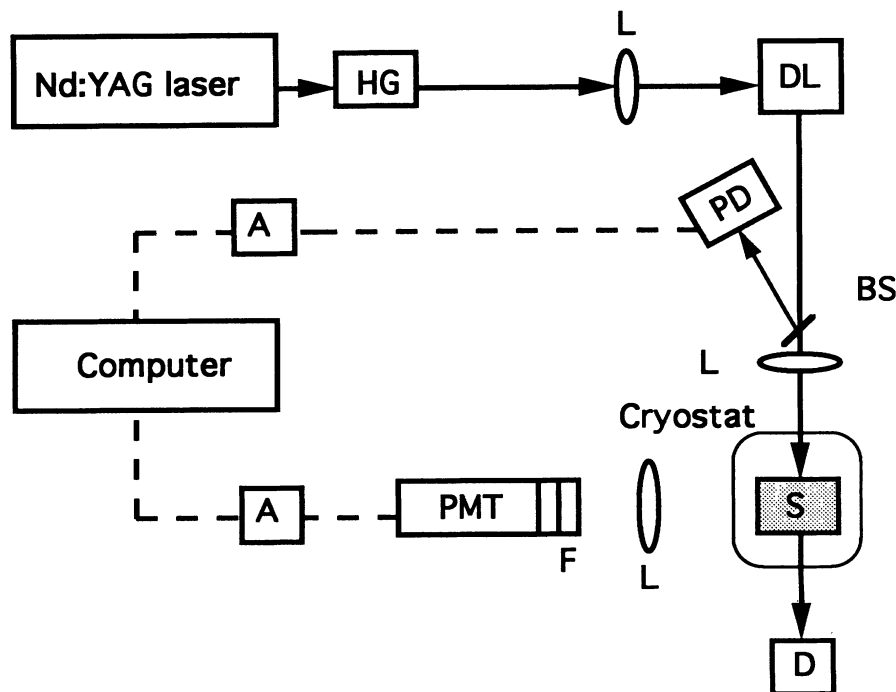 L
Nd:YAG laser
HG
DL
PD
A
BS
Computer
L
Cryostat
A
PMT
S
F
L
D